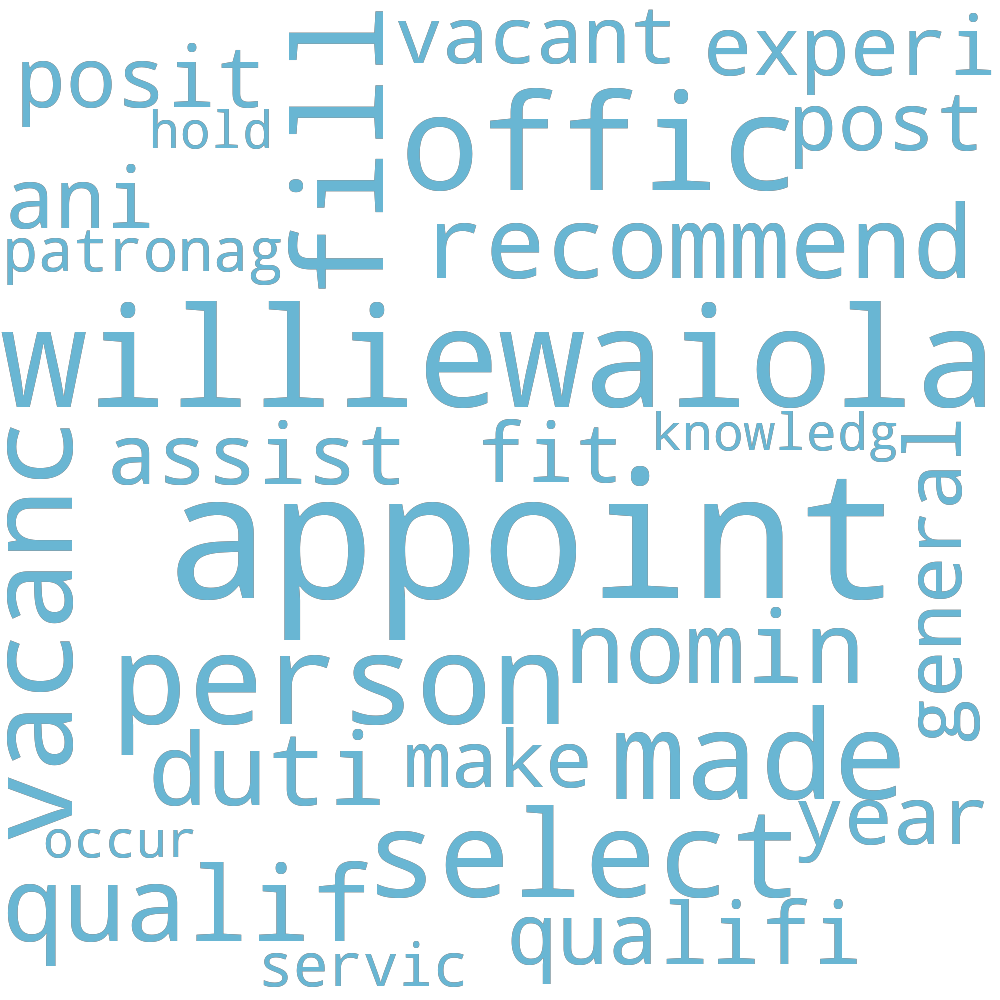 vacant
experi
posit
fill
hold
offic
post
ani
recommend
patronag
williewaiola
assist
fit
knowledg
vacanc
appoint
general
nomin
person
duti
make
made
year
occur
select
qualif
qualifi
servic